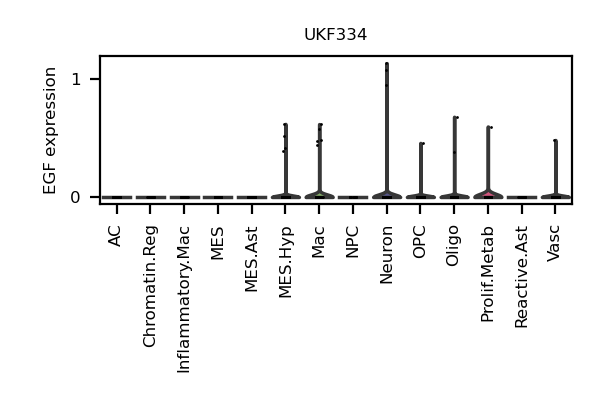 UKF334
EGF expression
1
0
AC
Chromatin.Reg
Inflammatory.Mac
MES
MES.Ast
MES.Hyp
Mac
NPC
Neuron
OPC
Oligo
Prolif.Metab
Reactive.Ast
Vasc